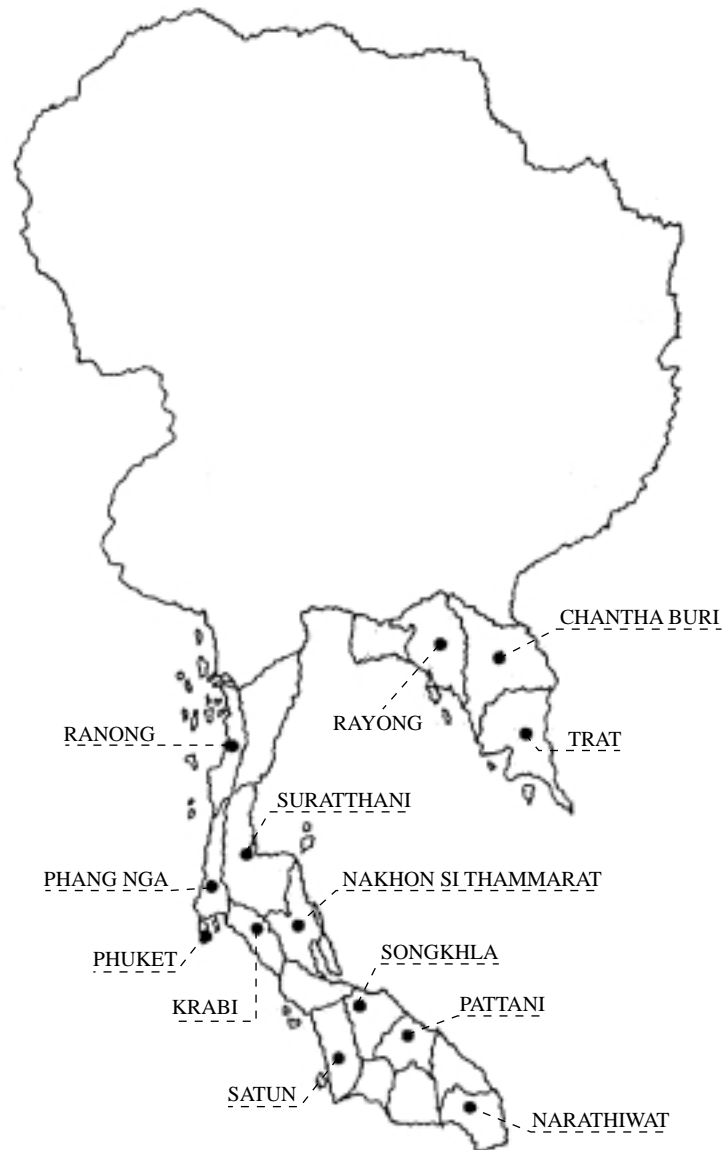 CHANTHA BURI
RAYONG
RANONG
TRAT
SURATTHANI
PHANG NGA
NAKHON SI THAMMARAT
PHUKET
SONGKHLA
KRABI
PATTANI
SATUN
NARATHIWAT